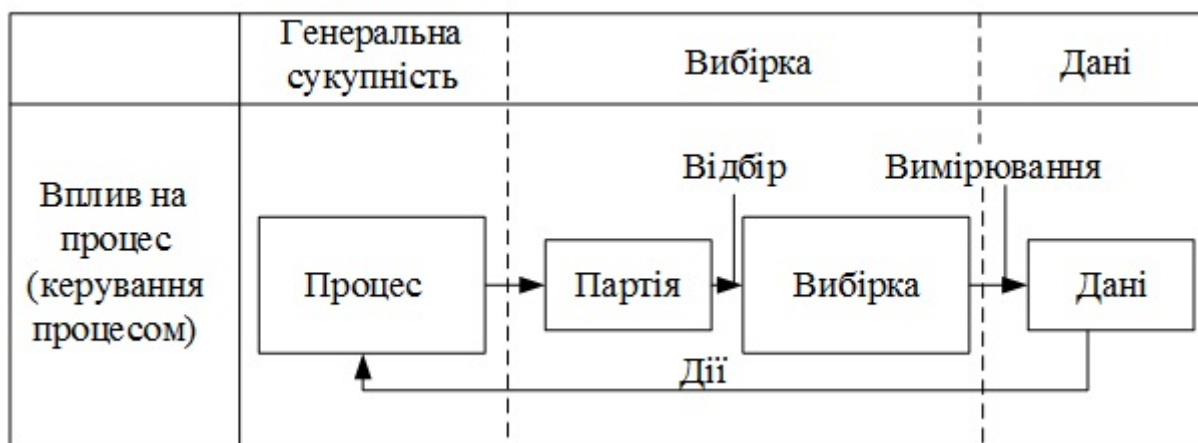 Генеральна
сукупність
Вибірка
Дані
Вплив на
процес
(керування
процесом)
Відбір
Вимірювання
Процес
Партія
Вибірка
Дані
Дії